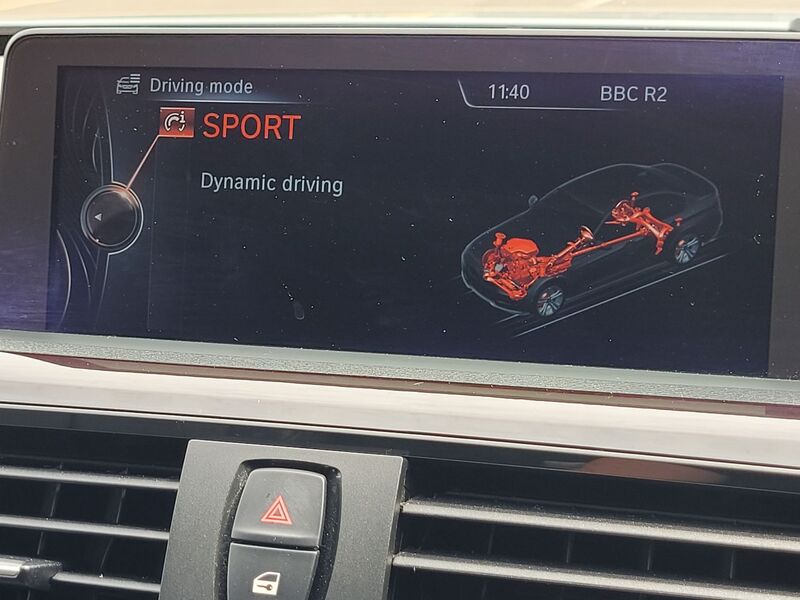 Driving mode
11:40
BBC R2
SPORT
Dynamic driving